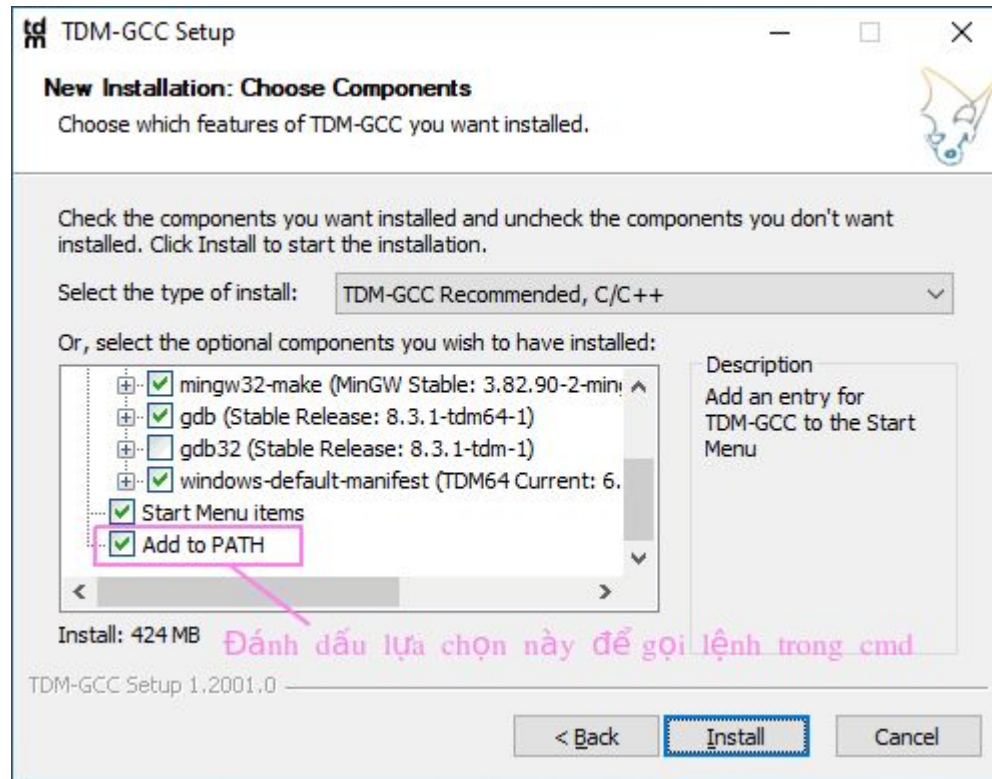 tdm TDM-GCC Setup
New Installation: Choose Components
Choose which features of TDM-GCC you want installed.
Check the components you want installed and uncheck the components you don't want
installed. Click Install to start the installation.
Select the type of install: TDM-GCC Recommended, C/C++
Or, select the optional components you wish to have installed:
mingw32-make (MinGW Stable: 3.82.90-2-min
gdb (Stable Release: 8.3.1-tdm64-1)
gdb32 (Stable Release: 8.3.1-tdm-1)
windows-default-manifest (TDM64 Current: 6.
Start Menu items
Add to PATH
Description
Add an entry for
TDM-GCC to the Start
Menu
Install: 424 MB
Đánh dấu lựa chọn này để gọi lệnh trong cmd
TDM-GCC Setup 1.2001.0
< Back Install Cancel